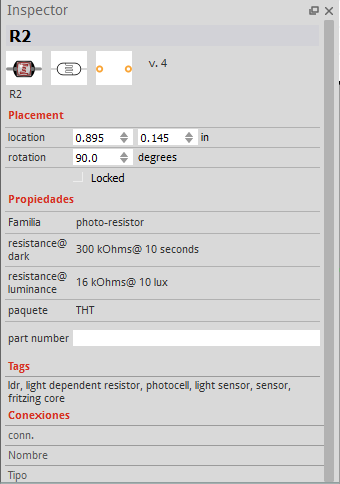 Inspector
R2
v. 4
R2
Placement
location 0.895 0.145 in
rotation 90.0 degrees
Locked
Propiedades
Familia photo-resistor
resistance@
dark 300 kOhms@ 10 seconds
resistance@
luminance 16 kOhms@ 10 lux
paquete THT
part number
Tags
ldr, light dependent resistor, photocell, light sensor, sensor,
fritzing core
Conexiones
conn.
Nombre
Tipo